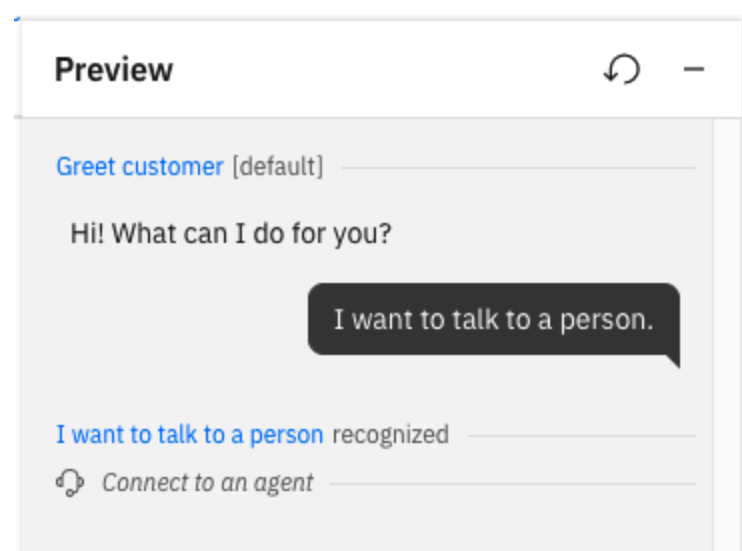 Preview
Greet customer [default]
Hi! What can I do for you?
I want to talk to a person.
I want to talk to a person recognized
Connect to an agent